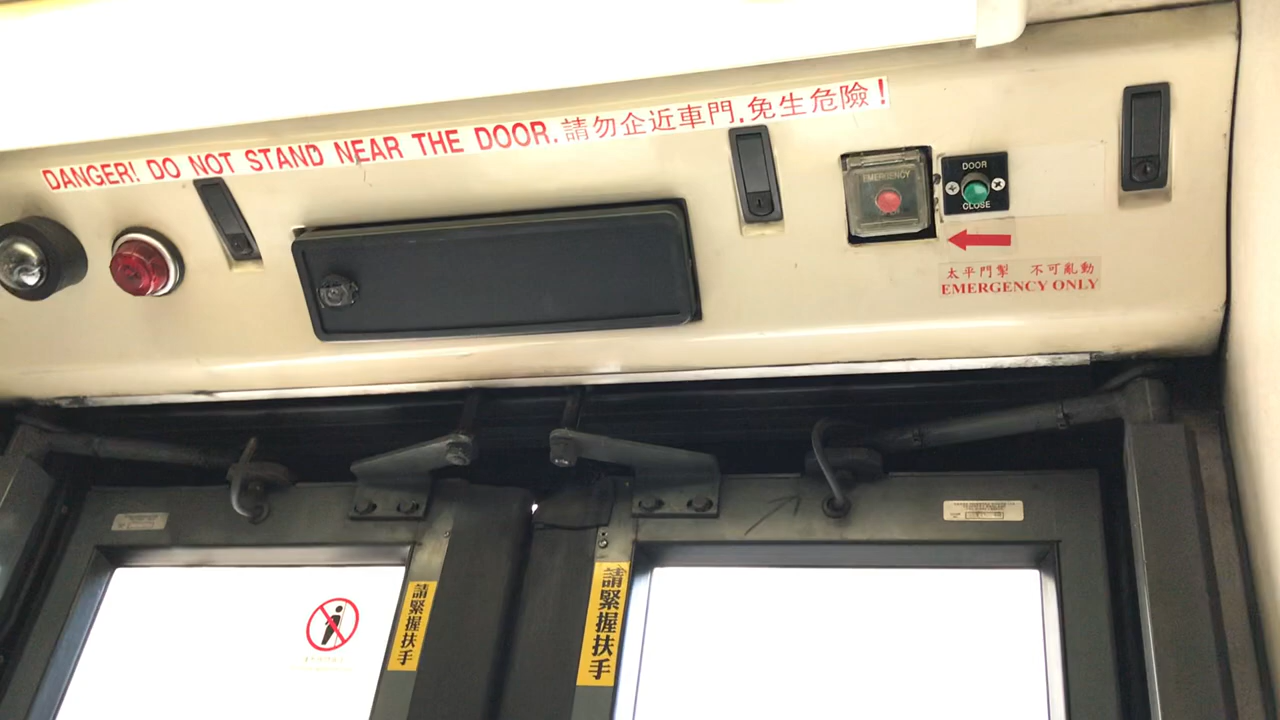 DANGER! DO NOT STAND NEAR THE DOOR. 請勿企近車門,免生危險!
EMERGENCY
DOOR
CLOSE
太平門掣 不可亂動
EMERGENCY ONLY
請緊握扶手
請緊握扶手